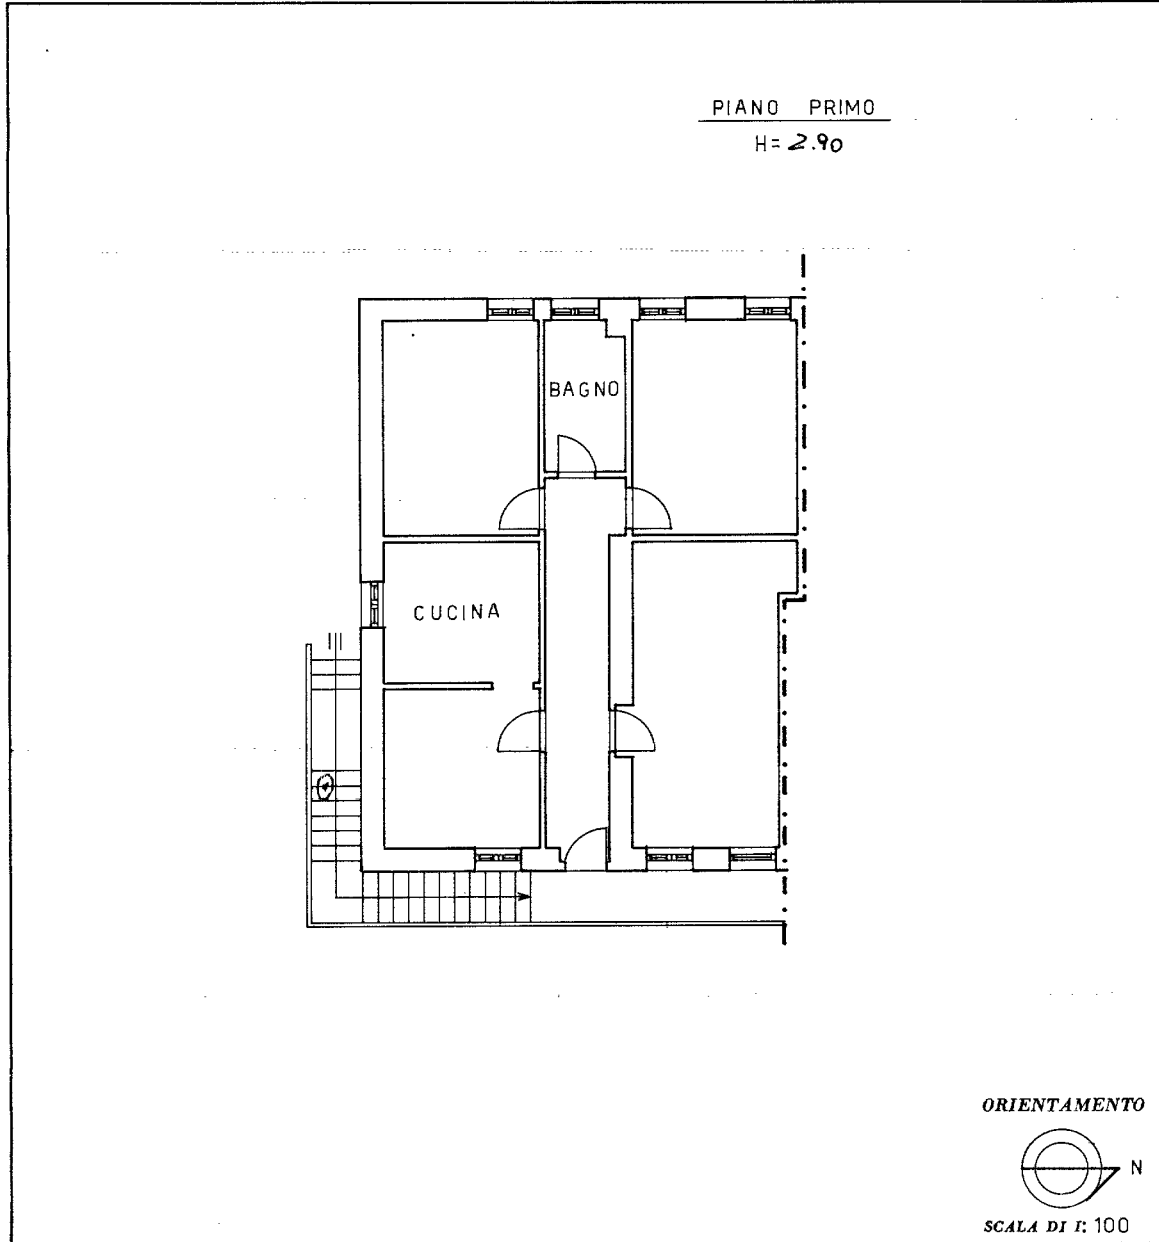 PIANO PRIMO
H= 2.90
BAGNO
CUCINA
ORIENTAMENTO
N
SCALA DI 1: 100